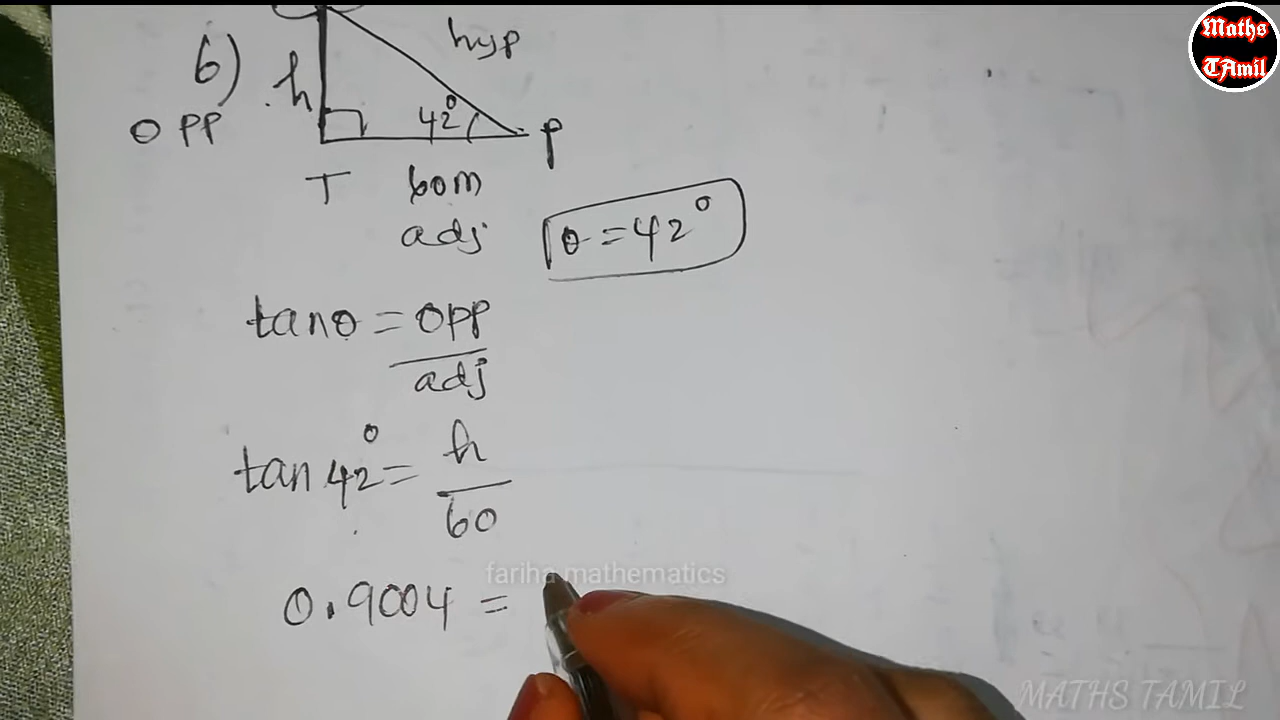 Maths
TAmil
6)
h
hyp
opp
42°
P
T
60m
adj
θ = 42°
tanθ = opp
adj
tan 42° = h
60
fariha mathematics
0.9004 =
MATHS TAMIL